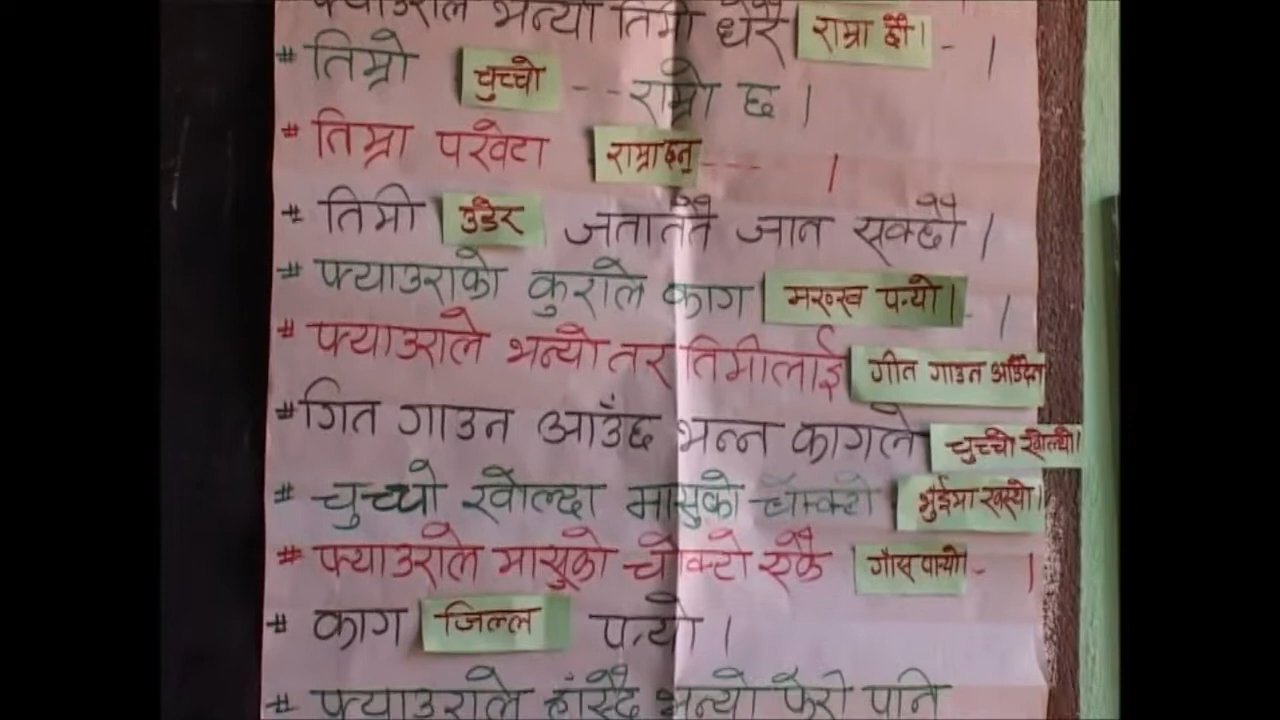 फ्याउराले भन्यो तिमी धेरै राम्रा छौ। - ।
# तिम्रो चुच्चो --- राम्रो छ ।
# तिम्रा पखेटा राम्राछन् --- ।
# तिमी उडेर जताततै जान सक्छौ ।
# फ्याउराको कुराले काग मख्ख पर्‍यो। - ।
# फ्याउराले भन्यो तर तिमीलाई गीत गाउन आउँदैन
# गित गाउन आउँछ भन्न कागले चुच्चो खोल्यो।
# चुच्चो खोल्दा मासुको चोक्टो भुईमा खस्यो।
# फ्याउराले मासुको चोक्टो रुकै गाँस पार्‍यो - ।
# काग जिल्ल पर्‍यो ।
# फ्याउराले हाँस्दै भन्यो फेरी पनि